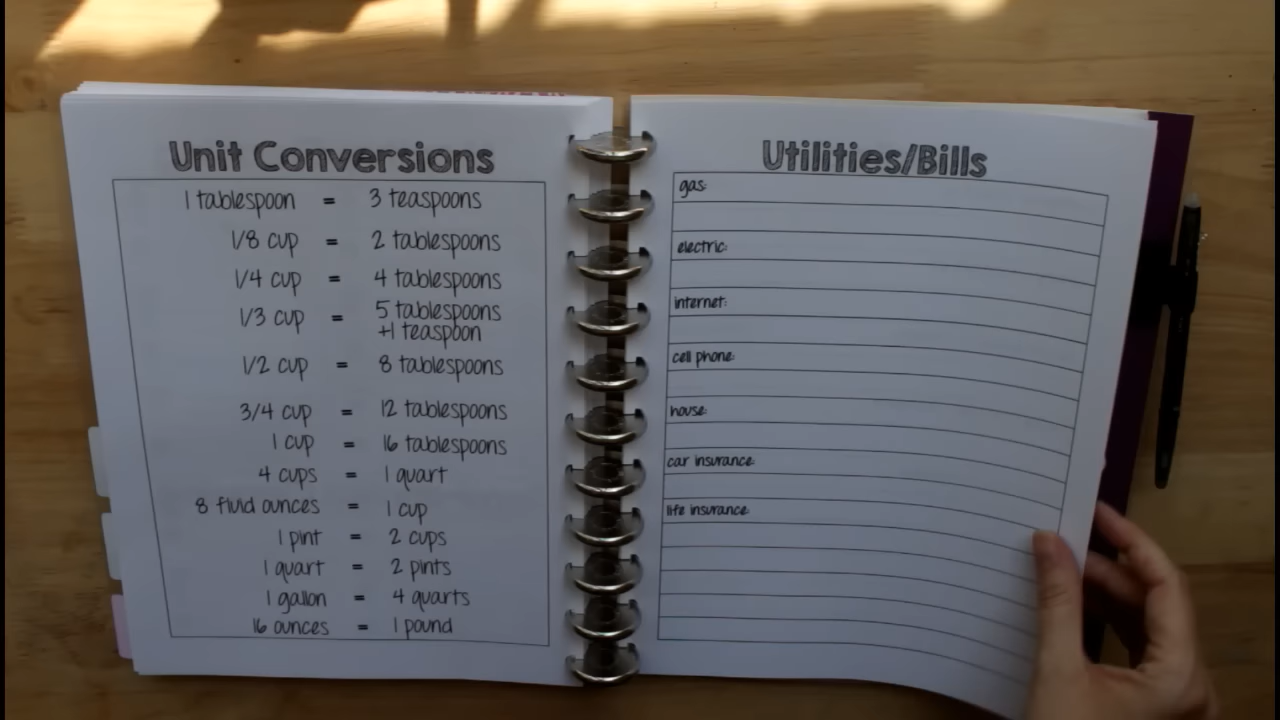 Unit Conversions
1 tablespoon = 3 teaspoons
1/8 cup = 2 tablespoons
1/4 cup = 4 tablespoons
1/3 cup = 5 tablespoons
+1 teaspoon
1/2 cup = 8 tablespoons
3/4 cup = 12 tablespoons
1 cup = 16 tablespoons
4 cups = 1 quart
8 fluid ounces = 1 cup
1 pint = 2 cups
1 quart = 2 pints
1 gallon = 4 quarts
16 ounces = 1 pound
Utilities/Bills
gas:
electric:
internet:
cell phone:
house:
car insurance:
life insurance: